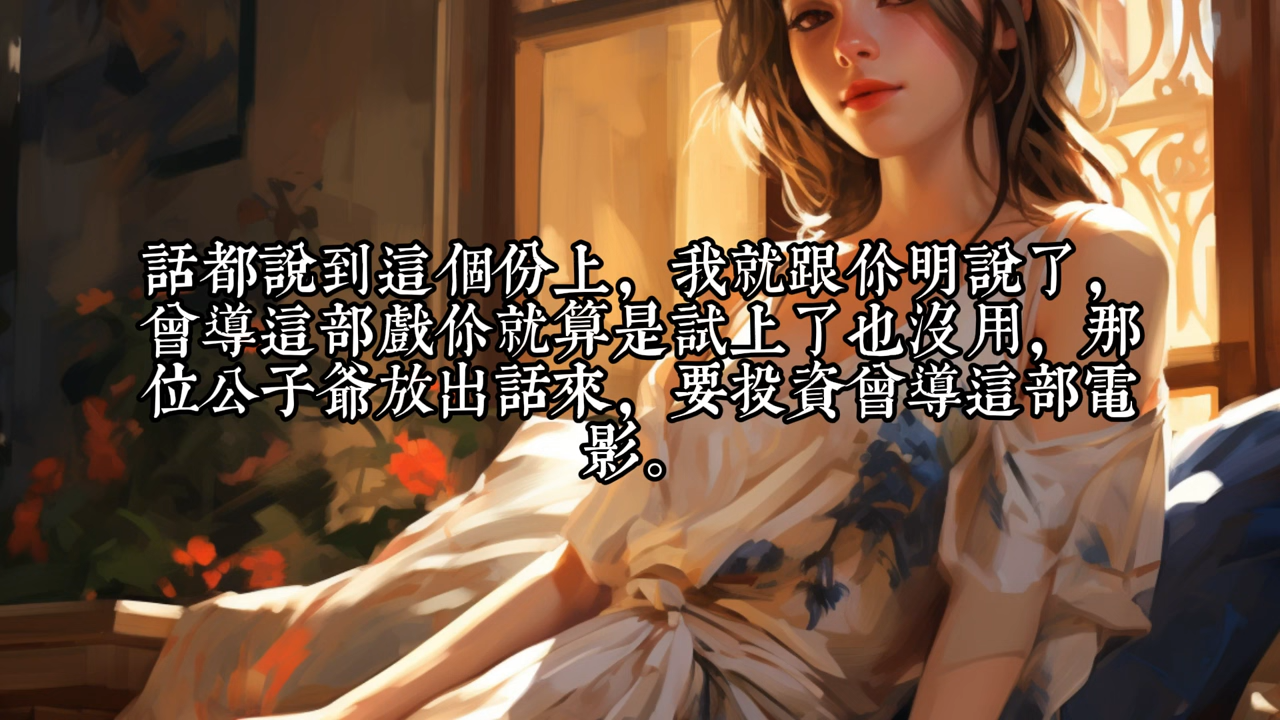 話都說到這個份上，我就跟你明說了，
曾導這部戲你就算是試上了也沒用，那
位公子爺放出話來，要投資曾導這部電
影。